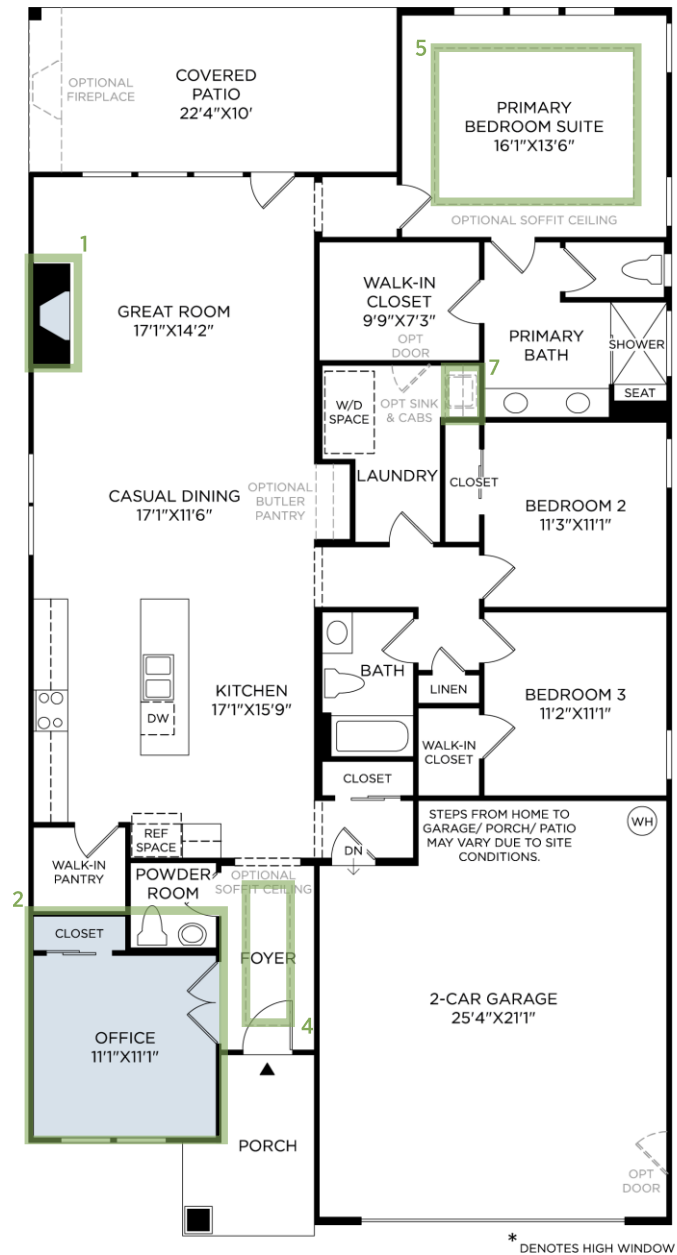 5
COVERED
PATIO
22'4"X10'
OPTIONAL
FIREPLACE
PRIMARY
BEDROOM SUITE
16'1"X13'6"
OPTIONAL SOFFIT CEILING
1
GREAT ROOM
17'1"X14'2"
WALK-IN
CLOSET
9'9"X7'3"
OPT
DOOR
PRIMARY
BATH
SHOWER
SEAT
7
W/D
SPACE
OPT SINK
& CABS
LAUNDRY
CLOSET
CASUAL DINING
17'1"X11'6"
OPTIONAL
BUTLER
PANTRY
BEDROOM 2
11'3"X11'1"
KITCHEN
17'1"X15'9"
DW
BATH
LINEN
BEDROOM 3
11'2"X11'1"
WALK-IN
CLOSET
CLOSET
REF
SPACE
DN
STEPS FROM HOME TO
GARAGE/ PORCH/ PATIO
MAY VARY DUE TO SITE
CONDITIONS.
WH
WALK-IN
PANTRY
POWDER
ROOM
OPTIONAL
SOFFIT CEILING
2
CLOSET
FOYER
4
OFFICE
11'1"X11'1"
2-CAR GARAGE
25'4"X21'1"
PORCH
OPT
DOOR
* DENOTES HIGH WINDOW